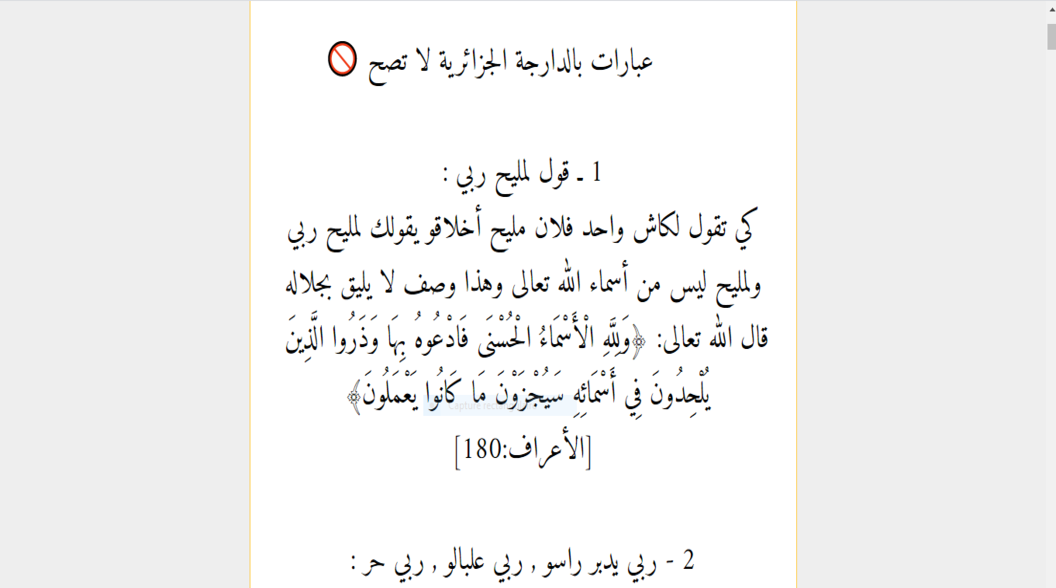 عبارات بالدارجة الجزائرية لا تصح
1 ـ قول لمليح ربي :
كي تقول لكاش واحد فلان مليح أخلاقو يقولك لمليح ربي
ولمليح ليس من أسماء الله تعالى وهذا وصف لا يليق بجلاله
قال الله تعالى: ﴿وَلِلَّهِ الْأَسْمَاءُ الْحُسْنَى فَادْعُوهُ بِهَا وَذَرُوا الَّذِينَ
يُلْحِدُونَ فِي أَسْمَائِهِ سَيُجْزَوْنَ مَا كَانُوا يَعْمَلُونَ﴾
[الأعراف:180]
2 - ربي يدبر راسو , ربي علبالو , ربي حر :